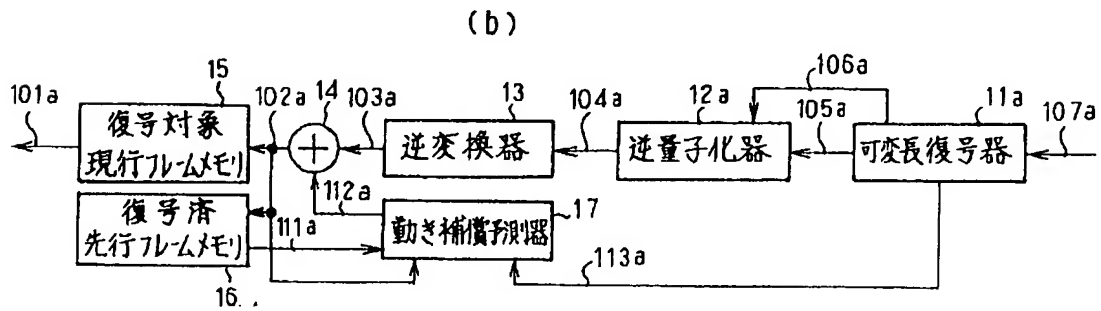 (b)
15
復号対象
現行フレームメモリ
101a
102a
14
103a
13
逆変換器
104a
12a
逆量子化器
106a
105a
11a
可変長復号器
107a
112a
17
動き補償予測器
復号済
先行フレームメモリ
111a
16
113a